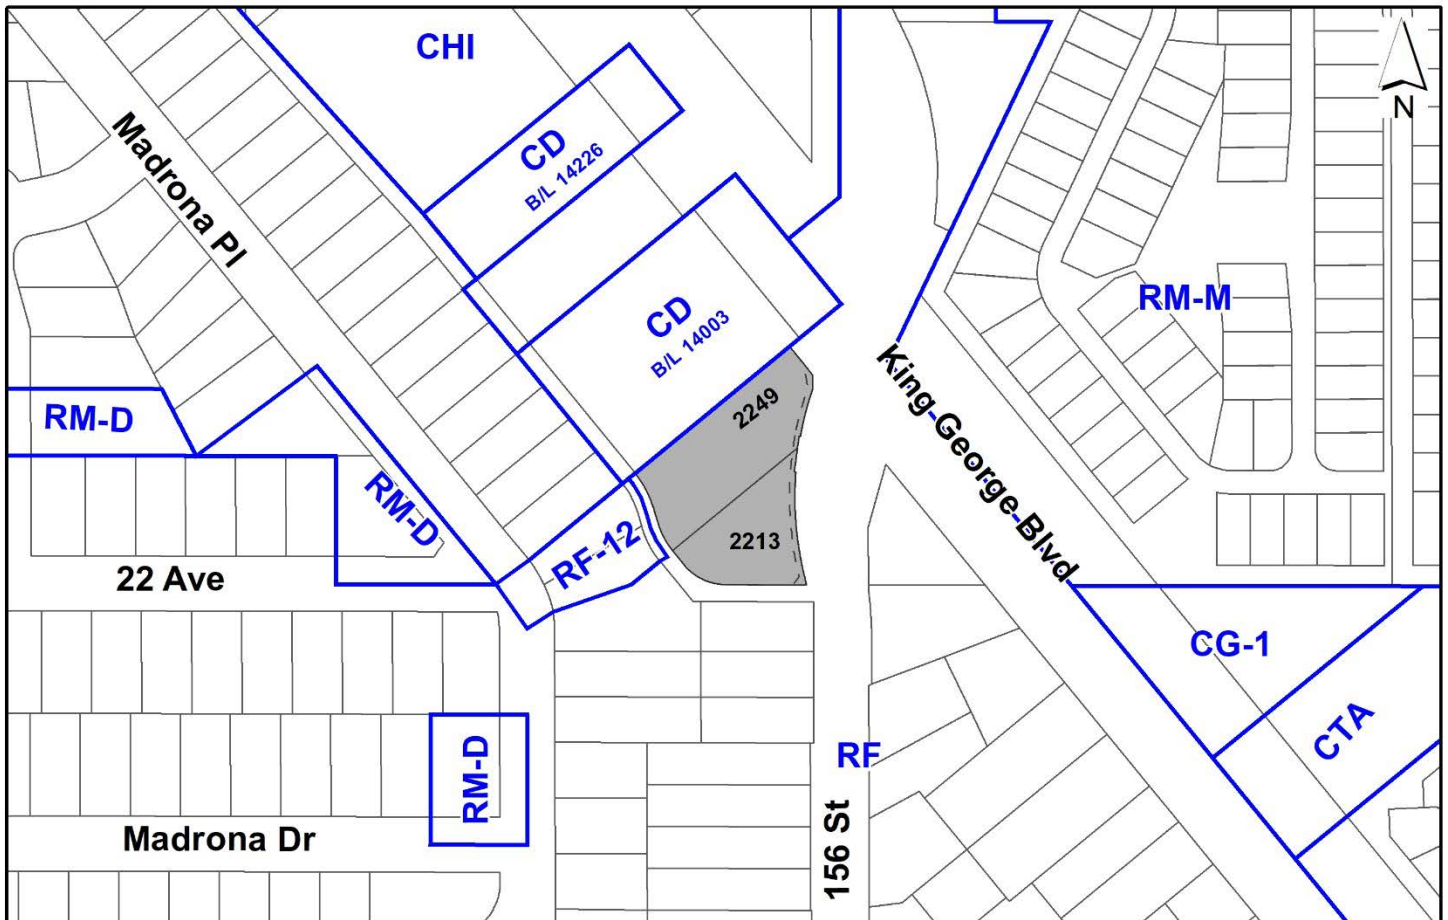 CHI
N
Madrona Pl
CD
B/L 14226
RM-M
CD
B/L 14003
King George Blvd
2249
RM-D
RM-D
2213
RF-12
22 Ave
CG-1
CTA
RF
RM-D
156 St
Madrona Dr